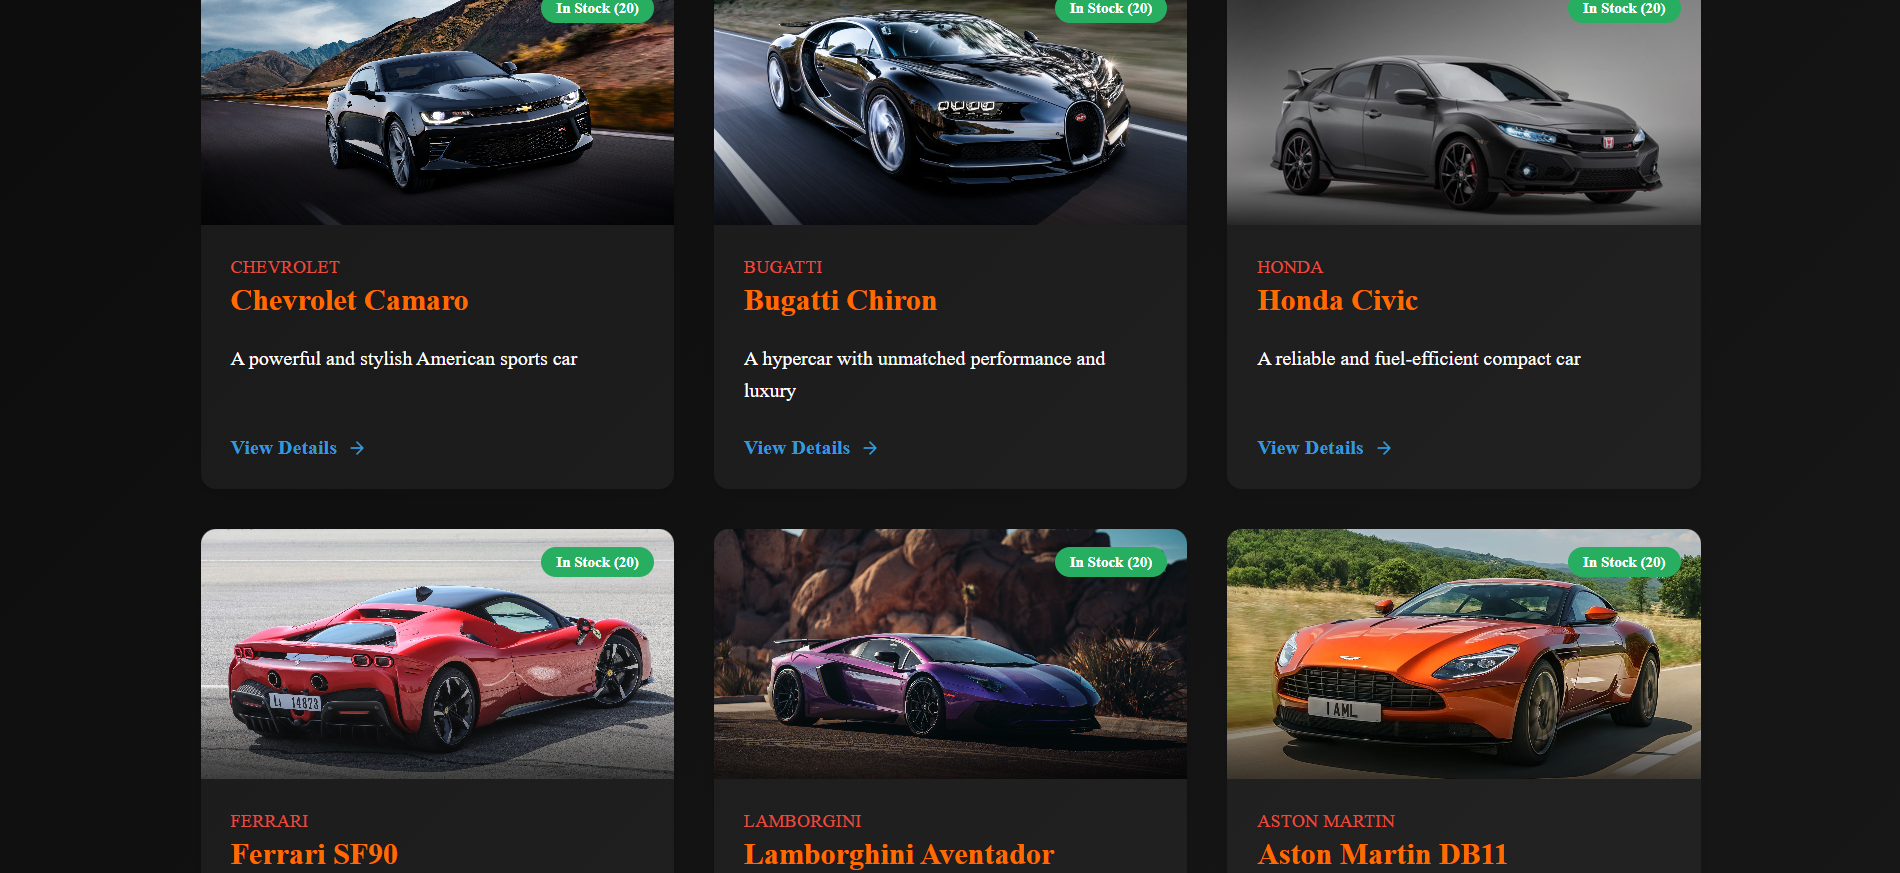 In Stock (20)
In Stock (20)
In Stock (20)
CHEVROLET
Chevrolet Camaro
A powerful and stylish American sports car
View Details →
BUGATTI
Bugatti Chiron
A hypercar with unmatched performance and
luxury
View Details →
HONDA
Honda Civic
A reliable and fuel-efficient compact car
View Details →
In Stock (20)
14823
FERRARI
Ferrari SF90
In Stock (20)
LAMBORGINI
Lamborghini Aventador
In Stock (20)
1 AML
ASTON MARTIN
Aston Martin DB11